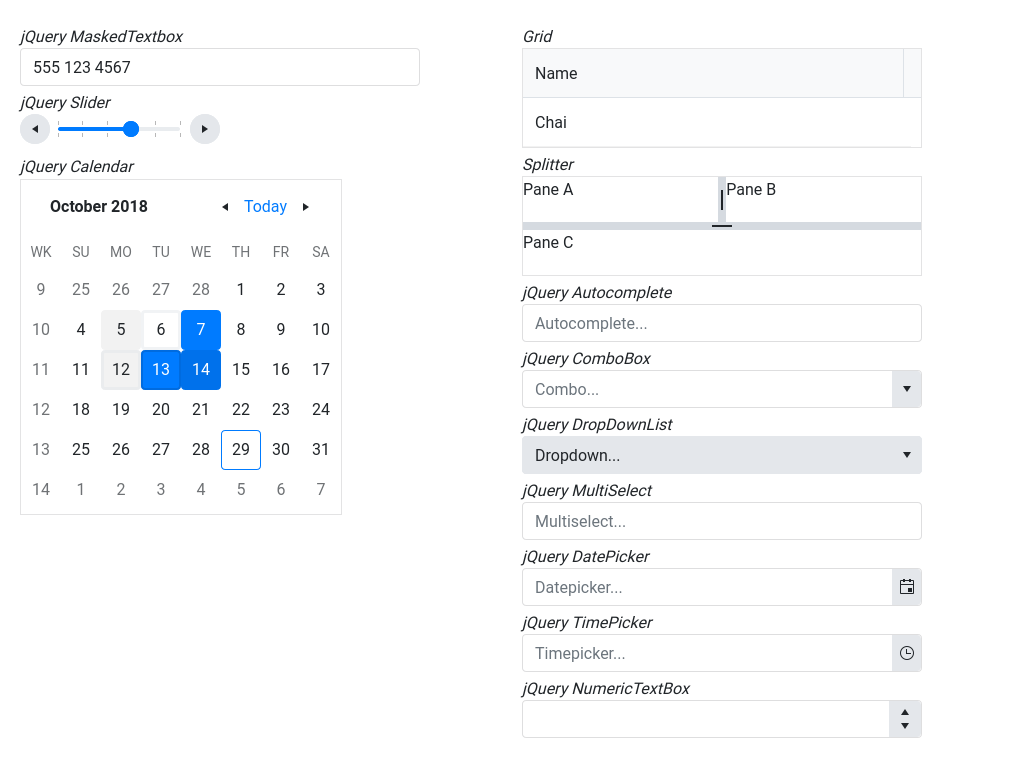 jQuery MaskedTextbox
555 123 4567
jQuery Slider
jQuery Calendar
October 2018 Today
WK SU MO TU WE TH FR SA
9 25 26 27 28 1 2 3
10 4 5 6 7 8 9 10
11 11 12 13 14 15 16 17
12 18 19 20 21 22 23 24
13 25 26 27 28 29 30 31
14 1 2 3 4 5 6 7
Grid
Name
Chai
Splitter
Pane A Pane B
Pane C
jQuery Autocomplete
Autocomplete...
jQuery ComboBox
Combo...
jQuery DropDownList
Dropdown...
jQuery MultiSelect
Multiselect...
jQuery DatePicker
Datepicker...
jQuery TimePicker
Timepicker...
jQuery NumericTextBox